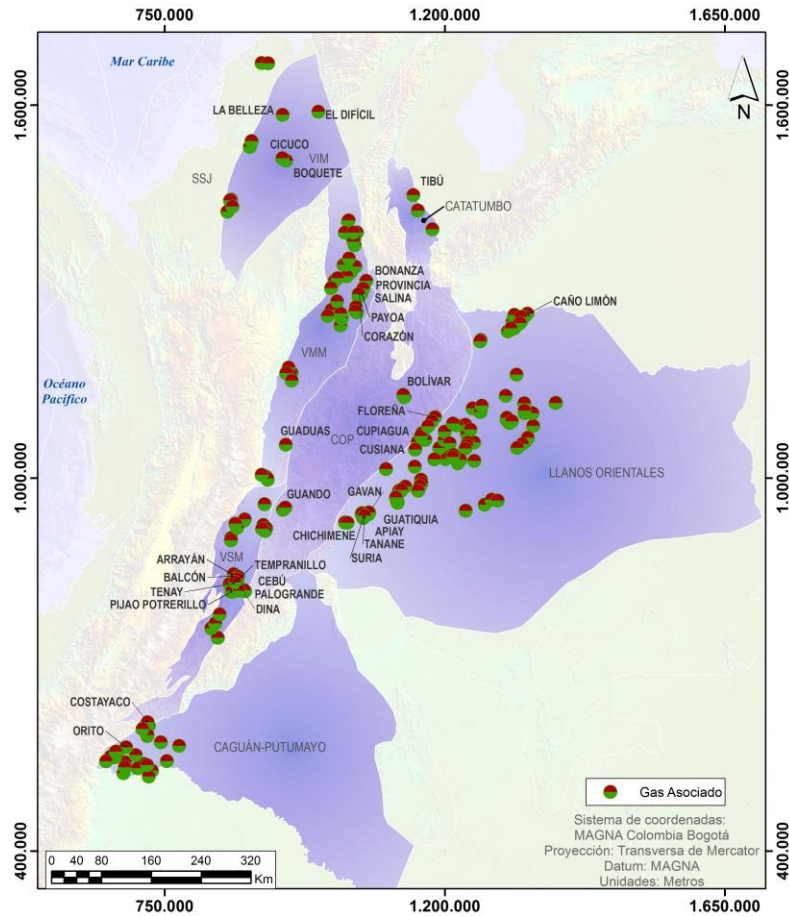 750.000
1.200.000
1.650.000
Mar Caribe
1.600.000
1.600.000
N
LA BELLEZA
EL DIFÍCIL
CICUCO
VIM
BOQUETE
SSJ
TIBÚ
CATATUMBO
BONANZA
PROVINCIA
SALINA
CAÑO LIMÓN
PAYOA
CORAZÓN
VMM
Océano
Pacífico
BOLÍVAR
FLOREÑA
GUADUAS
COP
CUPIAGUA
CUSIANA
1.000.000
1.000.000
LLANOS ORIENTALES
GUANDO
GAVAN
GUATIQUIA
CHICHIMENE
APIAY
TANANE
SURIA
VSM
ARRAYÁN
TEMPRANILLO
BALCÓN
CEBÚ
TENAY
PALOGRANDE
PIJAO POTRERILLO
DINA
COSTAYACO
ORITO
CAGUÁN-PUTUMAYO
Gas Asociado
Sistema de coordenadas:
MAGNA Colombia Bogotá
Proyección: Transversa de Mercator
Datum: MAGNA
Unidades: Metros
400.000
400.000
0 40 80 160 240 320
Km
750.000
1.200.000
1.650.000